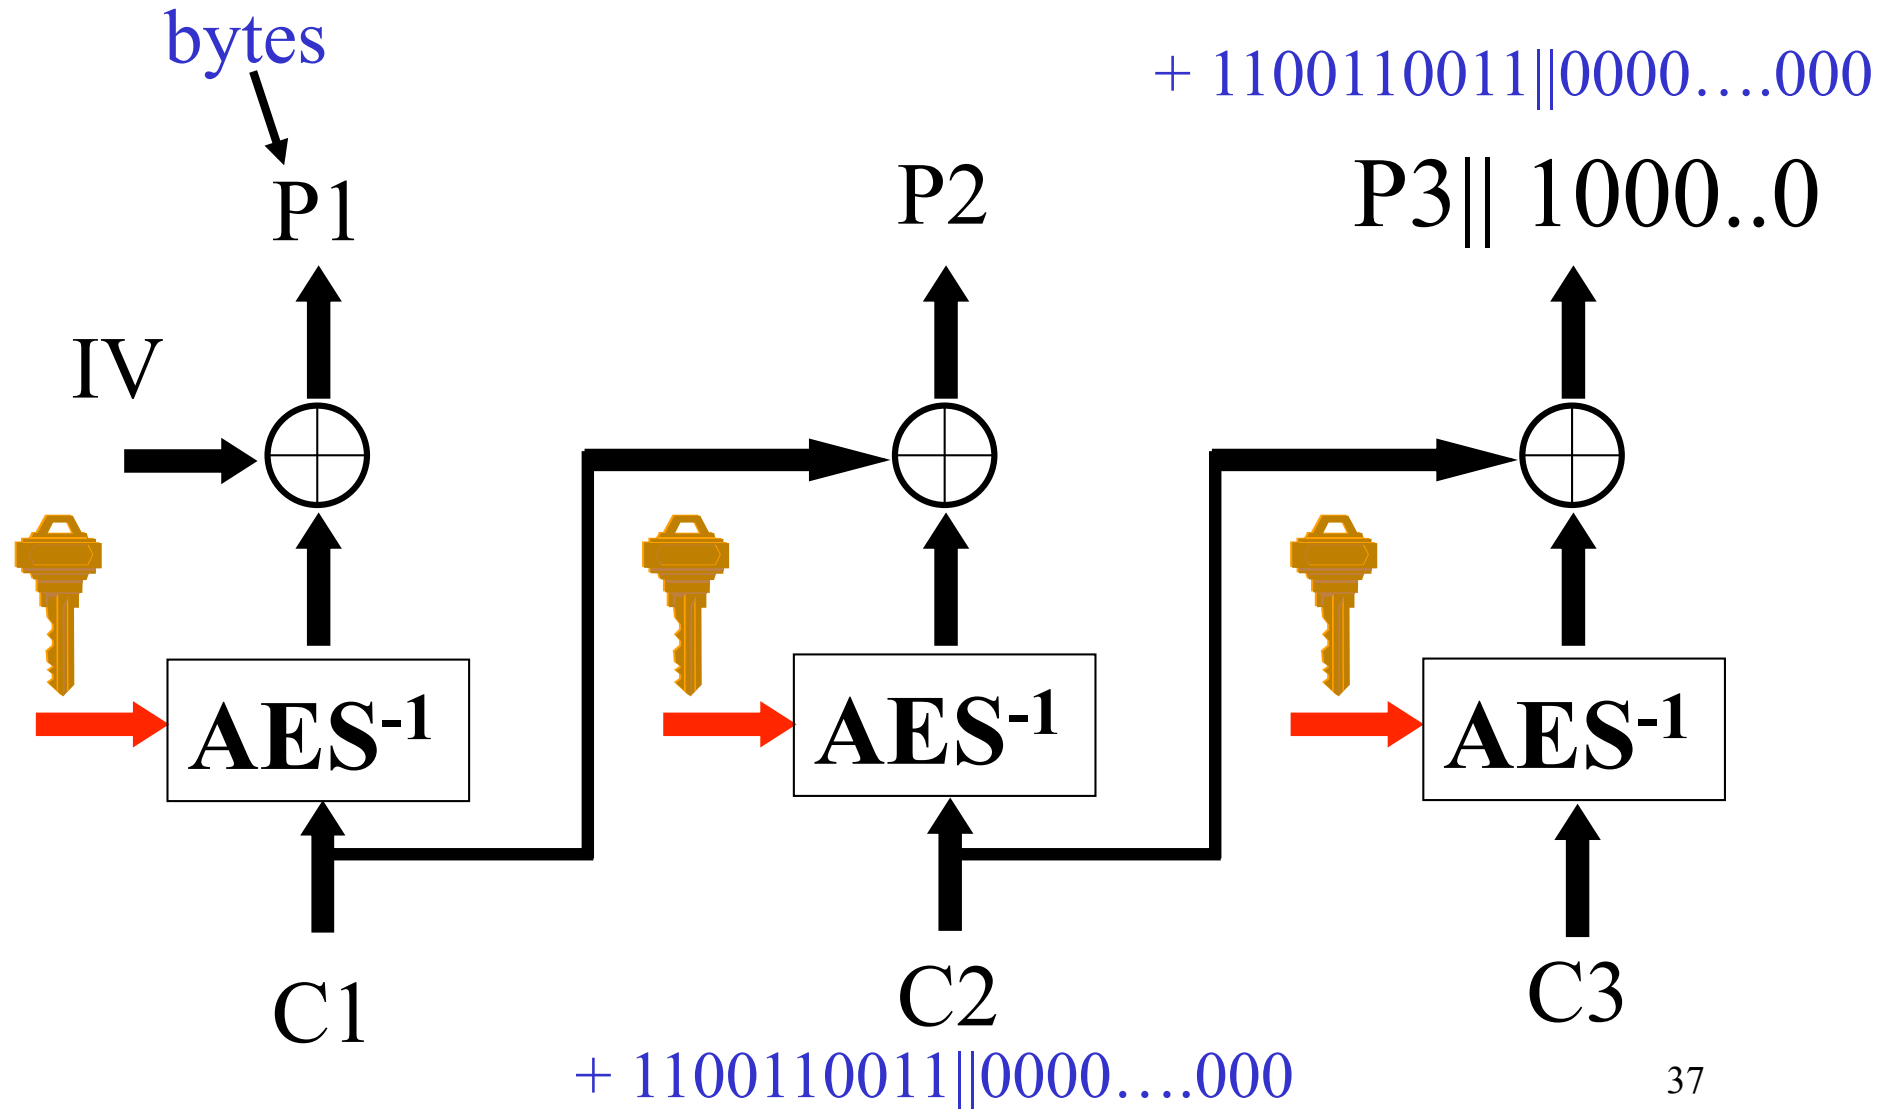 bytes
+ 1100110011||0000….000
P1
P2
P3|| 1000..0
IV
AES-1
AES-1
AES-1
C1
C2
C3
+ 1100110011||0000….000
37